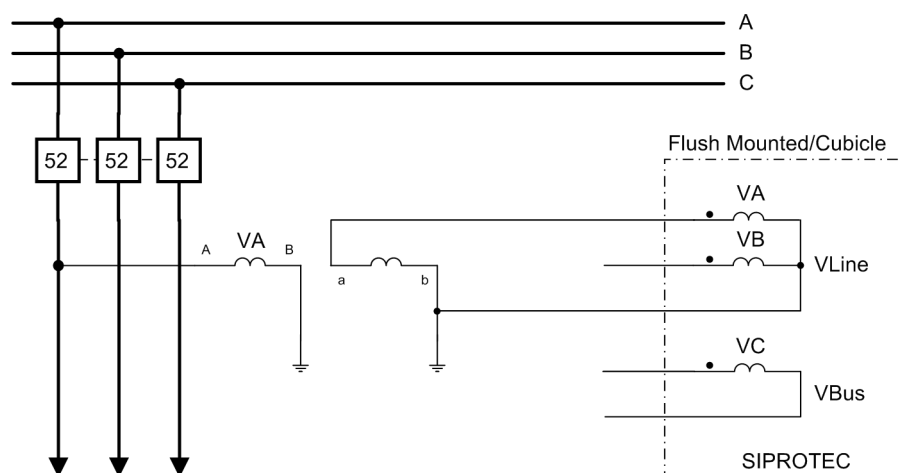 A
B
C
52 52 52
Flush Mounted/Cubicle
VA
A VA B
VB
a b
VLine
VC
VBus
SIPROTEC